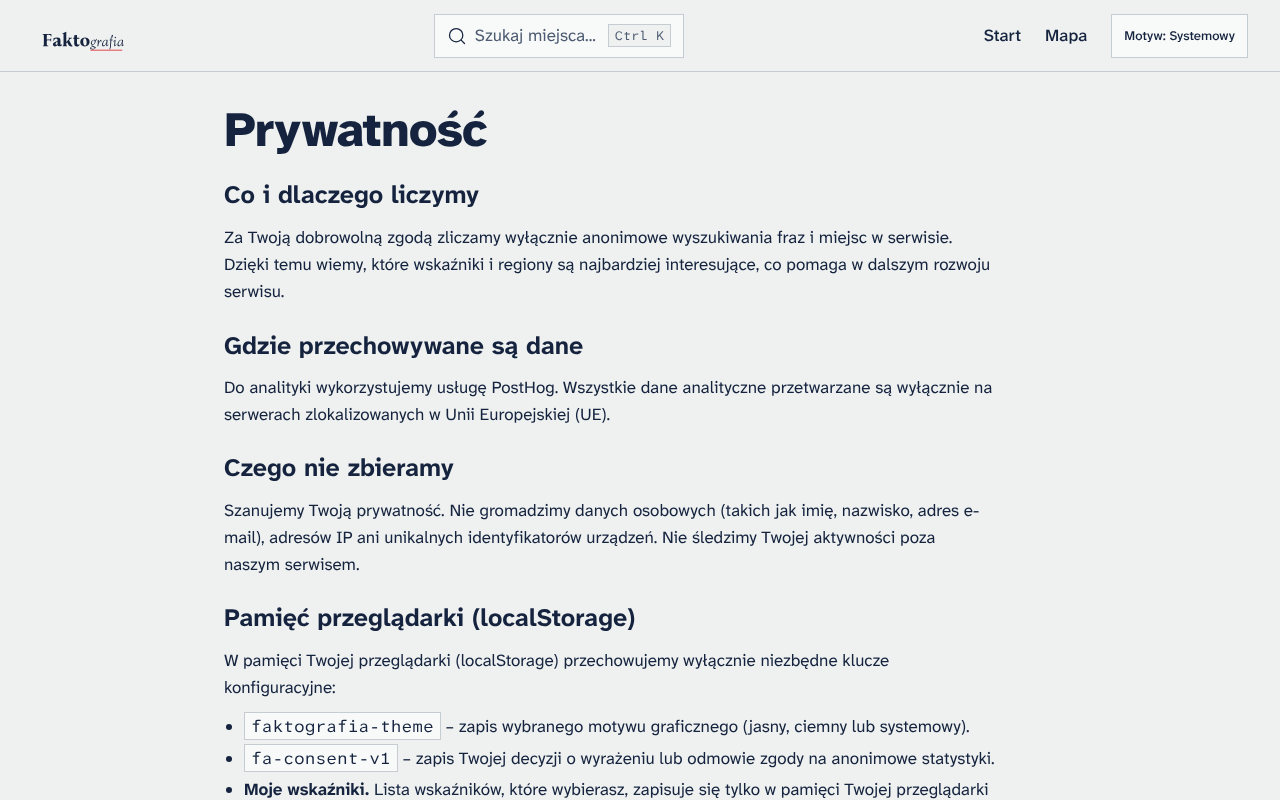 Faktografia
Szukaj miejsca... Ctrl K
Start Mapa Motyw: Systemowy
Prywatność
Co i dlaczego liczymy
Za Twoją dobrowolną zgodą zliczamy wyłącznie anonimowe wyszukiwania fraz i miejsc w serwisie.
Dzięki temu wiemy, które wskaźniki i regiony są najbardziej interesujące, co pomaga w dalszym rozwoju
serwisu.
Gdzie przechowywane są dane
Do analityki wykorzystujemy usługę PostHog. Wszystkie dane analityczne przetwarzane są wyłącznie na
serwerach zlokalizowanych w Unii Europejskiej (UE).
Czego nie zbieramy
Szanujemy Twoją prywatność. Nie gromadzimy danych osobowych (takich jak imię, nazwisko, adres e-
mail), adresów IP ani unikalnych identyfikatorów urządzeń. Nie śledzimy Twojej aktywności poza
naszym serwisem.
Pamięć przeglądarki (localStorage)
W pamięci Twojej przeglądarki (localStorage) przechowujemy wyłącznie niezbędne klucze
konfiguracyjne:
• faktografia-theme – zapis wybranego motywu graficznego (jasny, ciemny lub systemowy).
• fa-consent-v1 – zapis Twojej decyzji o wyrażeniu lub odmowie zgody na anonimowe statystyki.
• Moje wskaźniki. Lista wskaźników, które wybierasz, zapisuje się tylko w pamięci Twojej przeglądarki